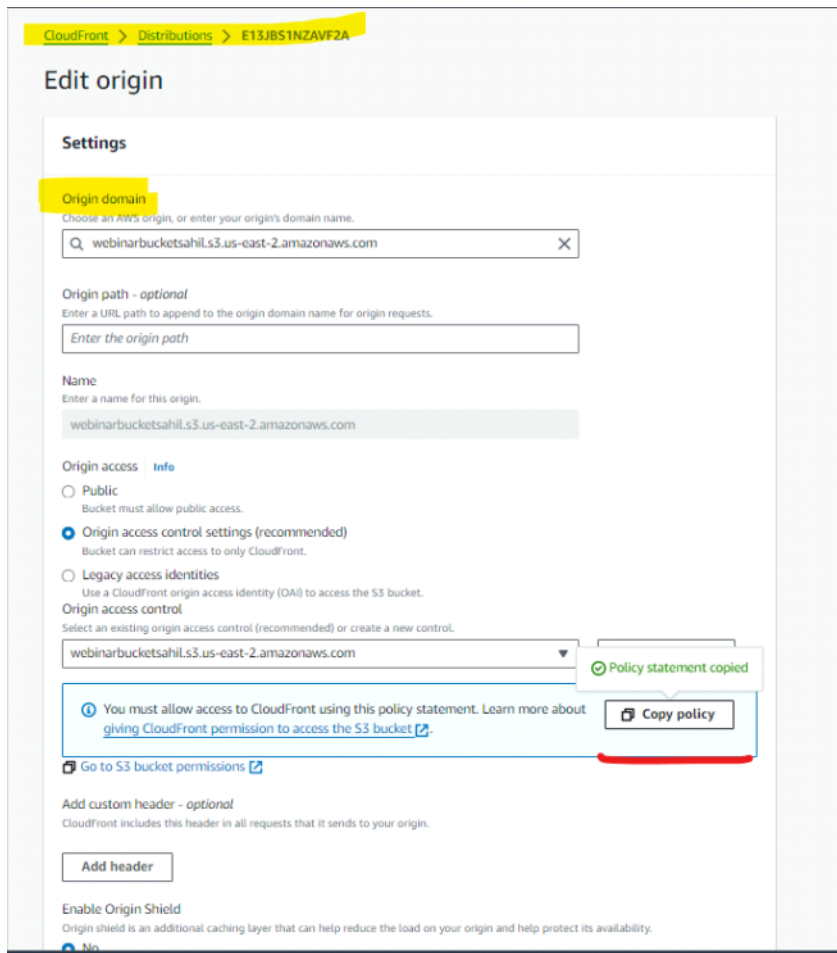 CloudFront > Distributions > E13JBS1NZAVF2A
Edit origin
Settings
Origin domain
Choose an AWS origin, or enter your origin's domain name.
webinarbucketsahil.s3.us-east-2.amazonaws.com
Origin path - optional
Enter a URL path to append to the origin domain name for origin requests.
Enter the origin path
Name
Enter a name for this origin.
webinarbucketsahil.s3.us-east-2.amazonaws.com
Origin access Info
Public
Bucket must allow public access.
Origin access control settings (recommended)
Bucket can restrict access to only CloudFront.
Legacy access identities
Use a CloudFront origin access identity (OAI) to access the S3 bucket.
Origin access control
Select an existing origin access control (recommended) or create a new control.
webinarbucketsahil.s3.us-east-2.amazonaws.com
Policy statement copied
You must allow access to CloudFront using this policy statement. Learn more about
giving CloudFront permission to access the S3 bucket.
Copy policy
Go to S3 bucket permissions
Add custom header - optional
CloudFront includes this header in all requests that it sends to your origin.
Add header
Enable Origin Shield
Origin shield is an additional caching layer that can help reduce the load on your origin and help protect its availability.
No